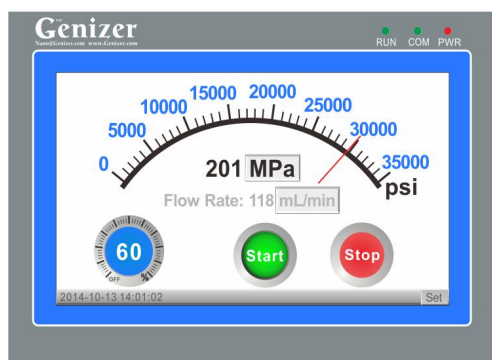 Genizer
Nano@Genizer.com www.Genizer.com
RUN COM PWR
0 5000 10000 15000 20000 25000 30000 35000
psi
201 MPa
Flow Rate: 118 mL/min
60
OFF %
Start
Stop
2014-10-13 14:01:02
Set